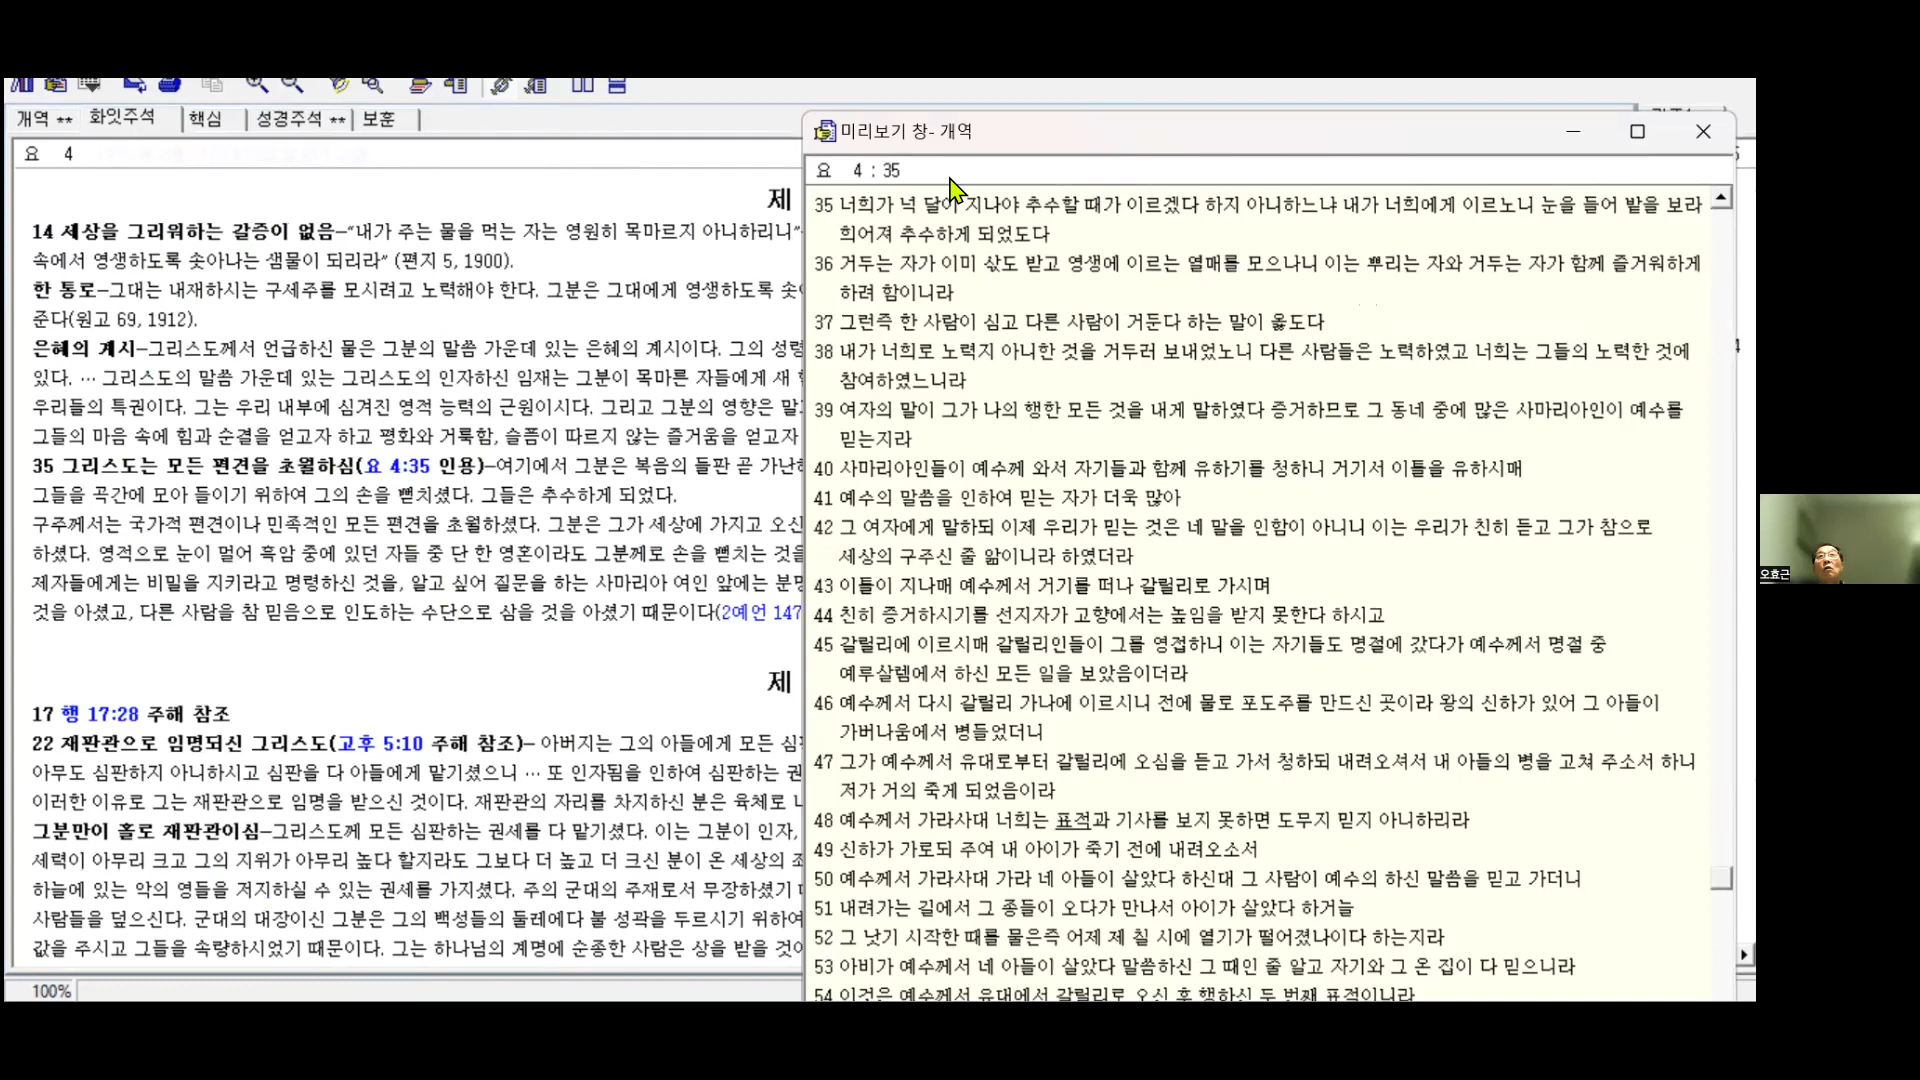 개역 ** 화잇주석 핵심 성경주석 ** 보훈
요 4
제
14 세상을 그리워하는 갈증이 없음–“내가 주는 물을 먹는 자는 영원히 목마르지 아니하리니”
속에서 영생하도록 솟아나는 샘물이 되리라” (편지 5, 1900).
한 통로–그대는 내재하시는 구세주를 모시려고 노력해야 한다. 그분은 그대에게 영생하도록
준다(원고 69, 1912).
은혜의 계시–그리스도께서 언급하신 물은 그분의 말씀 가운데 있는 은혜의 계시이다. 그의 성령
있다. … 그리스도의 말씀 가운데 있는 그리스도의 인자하신 임재는 그분이 목마른 자들에게 새
우리들의 특권이다. 그는 우리 내부에 심겨진 영적 능력의 근원이시다. 그리고 그분의 영향은
그들의 마음 속에 힘과 순결을 얻고자 하고 평화와 거룩함, 슬픔이 따르지 않는 즐거움을 얻고자
35 그리스도는 모든 편견을 초월하심(요 4:35 인용)–여기에서 그분은 복음의 들판 곧
그들을 곡간에 모아 들이기 위하여 그의 손을 뻗치셨다. 그들은 추수하게 되었다.
구주께서는 국가적 편견이나 민족적인 모든 편견을 초월하셨다. 그분은 그가 세상에 가지고 오신
하셨다. 영적으로 눈이 멀어 흑암 중에 있던 자들 중 단 한 영혼이라도 그분께로 손을 뻗치는 것을
제자들에게는 비밀을 지키라고 명령하신 것을, 알고 싶어 질문을 하는 사마리아 여인 앞에는
것을 아셨고, 다른 사람을 참 믿음으로 인도하는 수단으로 삼을 것을 아셨기 때문이다(2예언 147
제
17 행 17:28 주해 참조
22 재판관으로 임명되신 그리스도(고후 5:10 주해 참조)– 아버지는 그의 아들에게 모든
아무도 심판하지 아니하시고 심판을 다 아들에게 맡기셨으니 … 또 인자됨을 인하여 심판하는
이러한 이유로 그는 재판관으로 임명을 받으신 것이다. 재판관의 자리를 차지하신 분은 육체로
그분만이 홀로 재판관이심–그리스도께 모든 심판하는 권세를 다 맡기셨다. 이는 그분이 인자,
세력이 아무리 크고 그의 지위가 아무리 높다 할지라도 그보다 더 높고 더 크신 분이 온 세상의
하늘에 있는 악의 영들을 저지하실 수 있는 권세를 가지셨다. 주의 군대의 주재로서 무장하셨기
사람들을 덮으신다. 군대의 대장이신 그분은 그의 백성들의 둘레에다 불 성곽을 두르시기 위하여
값을 주시고 그들을 속량하시었기 때문이다. 그는 하나님의 계명에 순종한 사람은 상을 받을
100%
미리보기 창- 개역
요 4 : 35
35 너희가 넉 달이 지나야 추수할 때가 이르겠다 하지 아니하느냐 내가 너희에게 이르노니 눈을 들어 밭을 보라
희어져 추수하게 되었도다
36 거두는 자가 이미 삯도 받고 영생에 이르는 열매를 모으나니 이는 뿌리는 자와 거두는 자가 함께 즐거워하게
하려 함이니라
37 그런즉 한 사람이 심고 다른 사람이 거둔다 하는 말이 옳도다
38 내가 너희로 노력지 아니한 것을 거두러 보내었노니 다른 사람들은 노력하였고 너희는 그들의 노력한 것에
참여하였느니라
39 여자의 말이 그가 나의 행한 모든 것을 내게 말하였다 증거하므로 그 동네 중에 많은 사마리아인이 예수를
믿는지라
40 사마리아인들이 예수께 와서 자기들과 함께 유하기를 청하니 거기서 이틀을 유하시매
41 예수의 말씀을 인하여 믿는 자가 더욱 많아
42 그 여자에게 말하되 이제 우리가 믿는 것은 네 말을 인함이 아니니 이는 우리가 친히 듣고 그가 참으로
세상의 구주신 줄 앎이니라 하였더라
43 이틀이 지나매 예수께서 거기를 떠나 갈릴리로 가시며
44 친히 증거하시기를 선지자가 고향에서는 높임을 받지 못한다 하시고
45 갈릴리에 이르시매 갈릴리인들이 그를 영접하니 이는 자기들도 명절에 갔다가 예수께서 명절 중
예루살렘에서 하신 모든 일을 보았음이더라
46 예수께서 다시 갈릴리 가나에 이르시니 전에 물로 포도주를 만드신 곳이라 왕의 신하가 있어 그 아들이
가버나움에서 병들었더니
47 그가 예수께서 유대로부터 갈릴리에 오심을 듣고 가서 청하되 내려오셔서 내 아들의 병을 고쳐 주소서 하니
저가 거의 죽게 되었음이라
48 예수께서 가라사대 너희는 표적과 기사를 보지 못하면 도무지 믿지 아니하리라
49 신하가 가로되 주여 내 아이가 죽기 전에 내려오소서
50 예수께서 가라사대 가라 네 아들이 살았다 하신대 그 사람이 예수의 하신 말씀을 믿고 가더니
51 내려가는 길에서 그 종들이 오다가 만나서 아이가 살았다 하거늘
52 그 낫기 시작한 때를 물은즉 어제 제 칠 시에 열기가 떨어졌나이다 하는지라
53 아비가 예수께서 네 아들이 살았다 말씀하신 그 때인 줄 알고 자기와 그 온 집이 다 믿으니라
54 이것은 예수께서 유대에서 갈릴리로 오신 후 행하신 두 번째 표적이니라
오효근